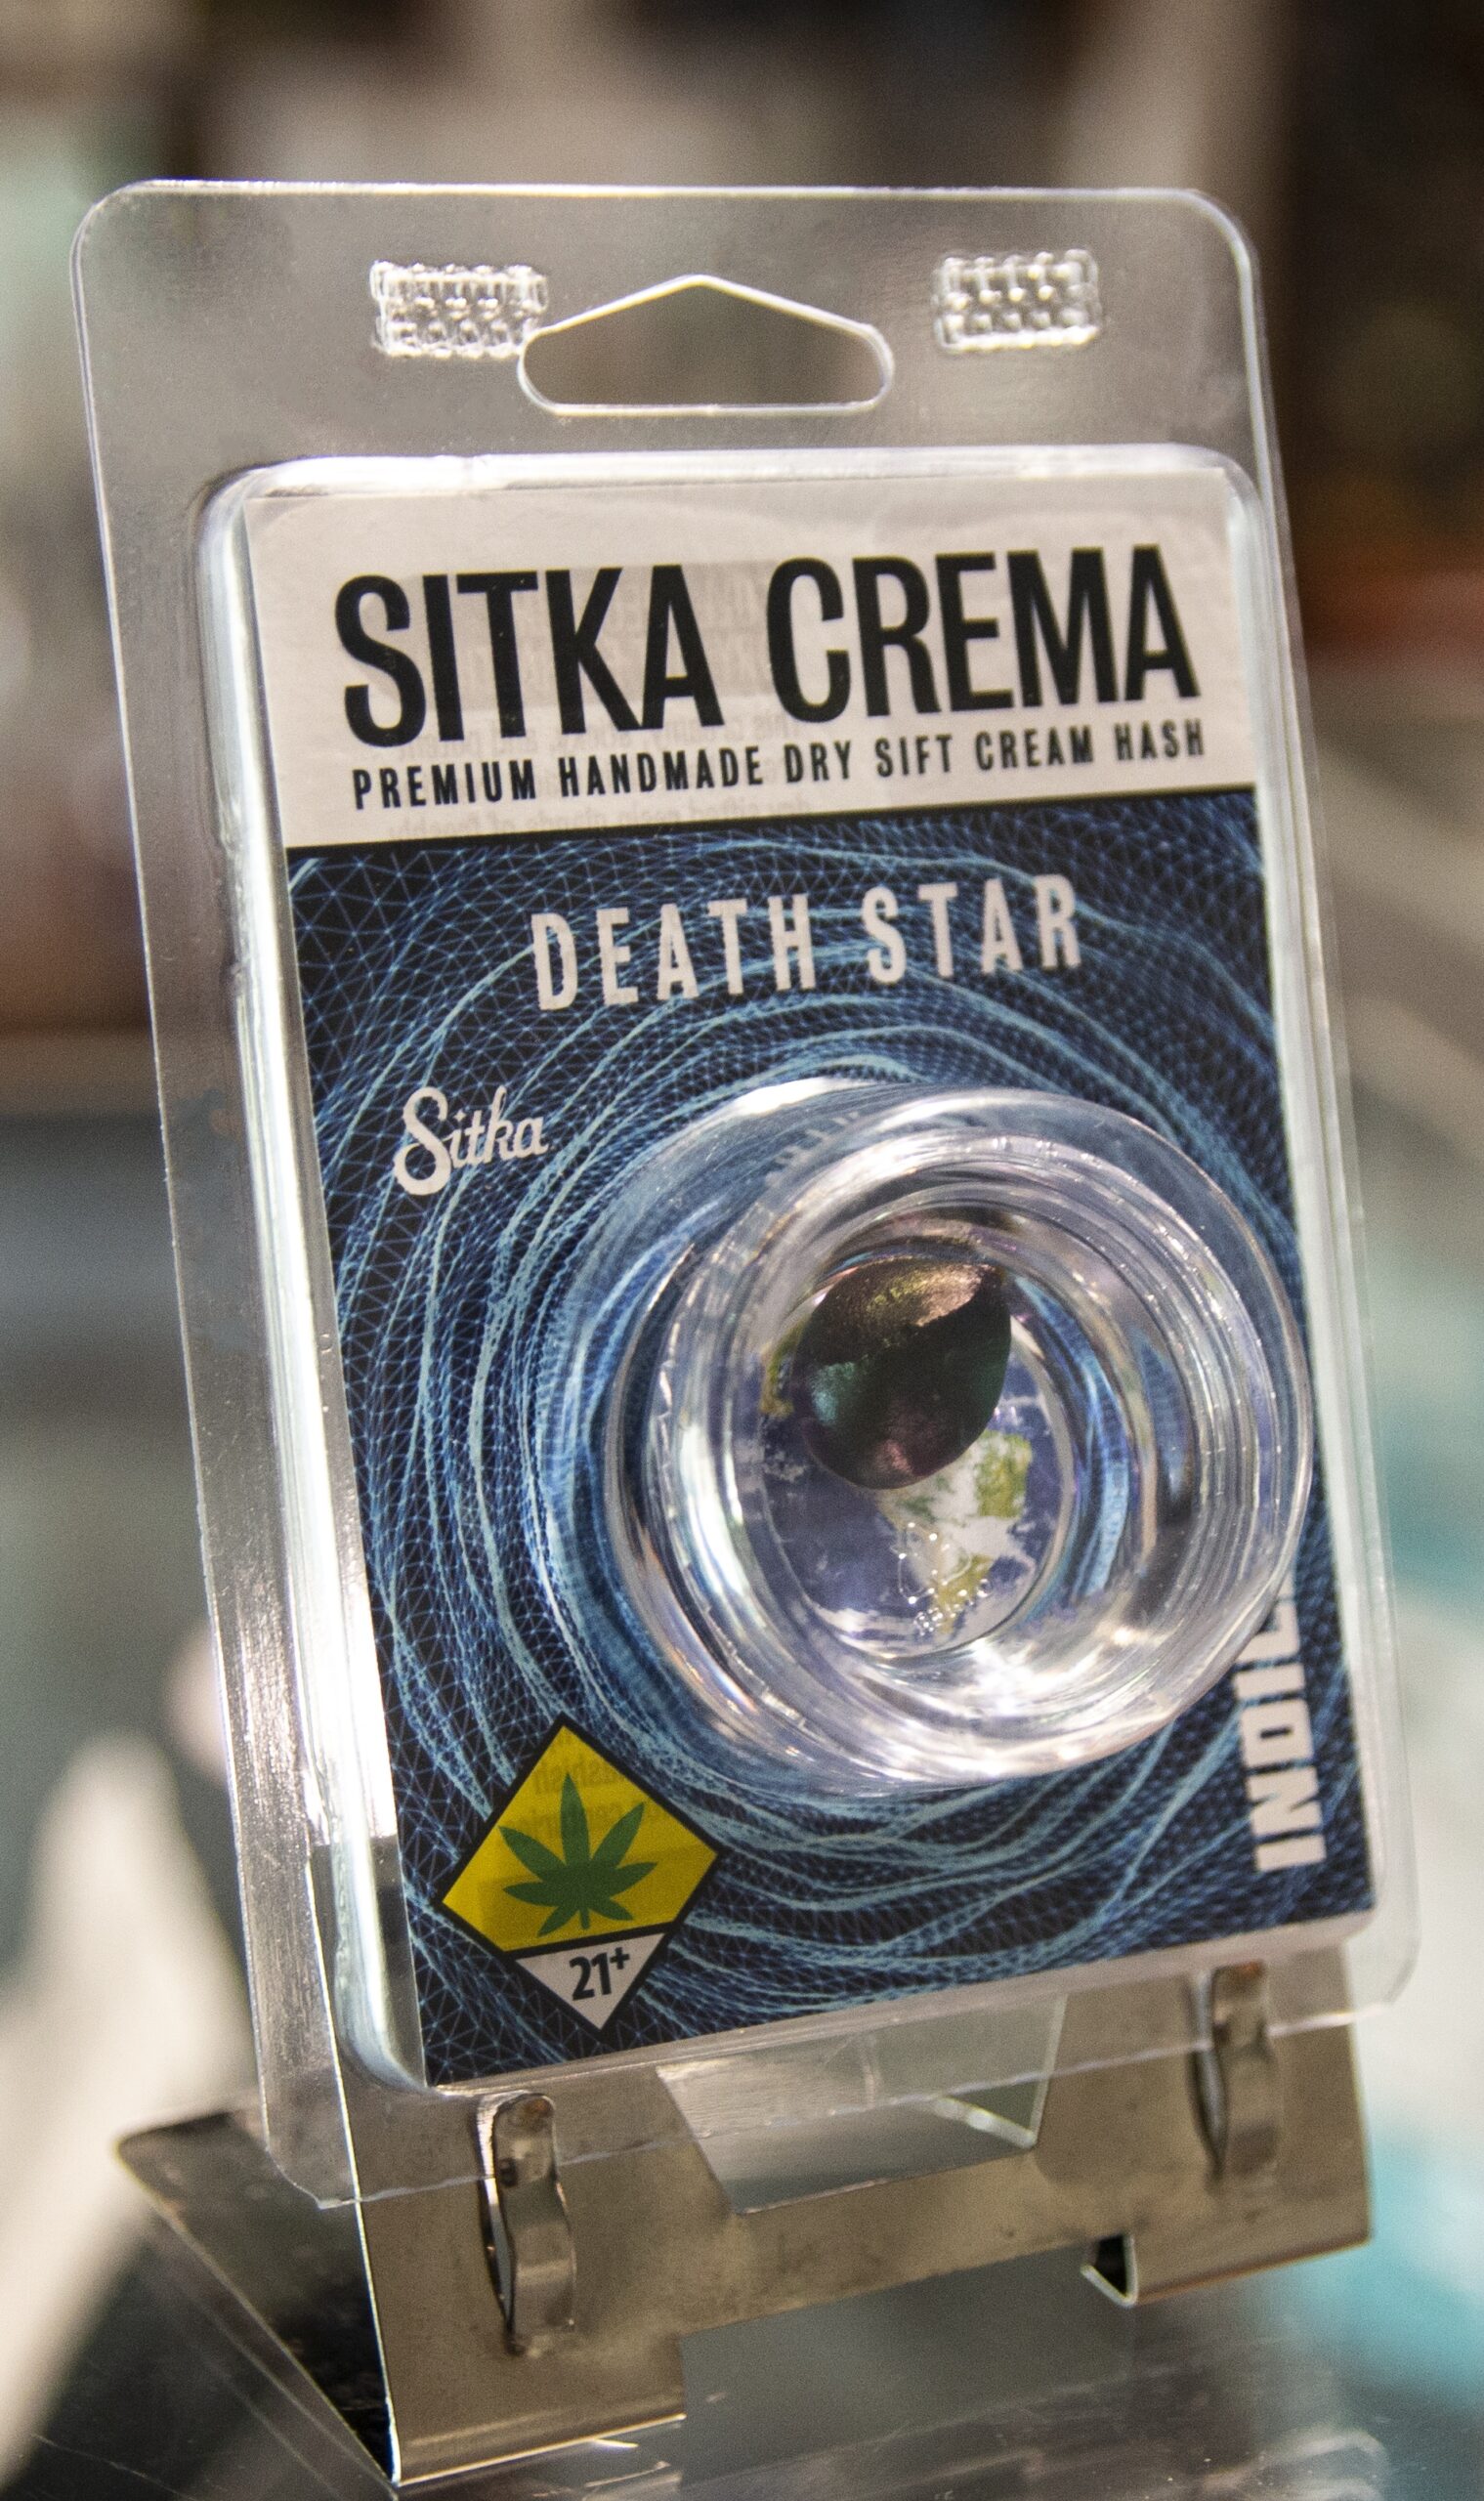 SITKA CREMA
PREMIUM HANDMADE DRY SIFT CREAM HASH
DEATH STAR
Sitka
21+